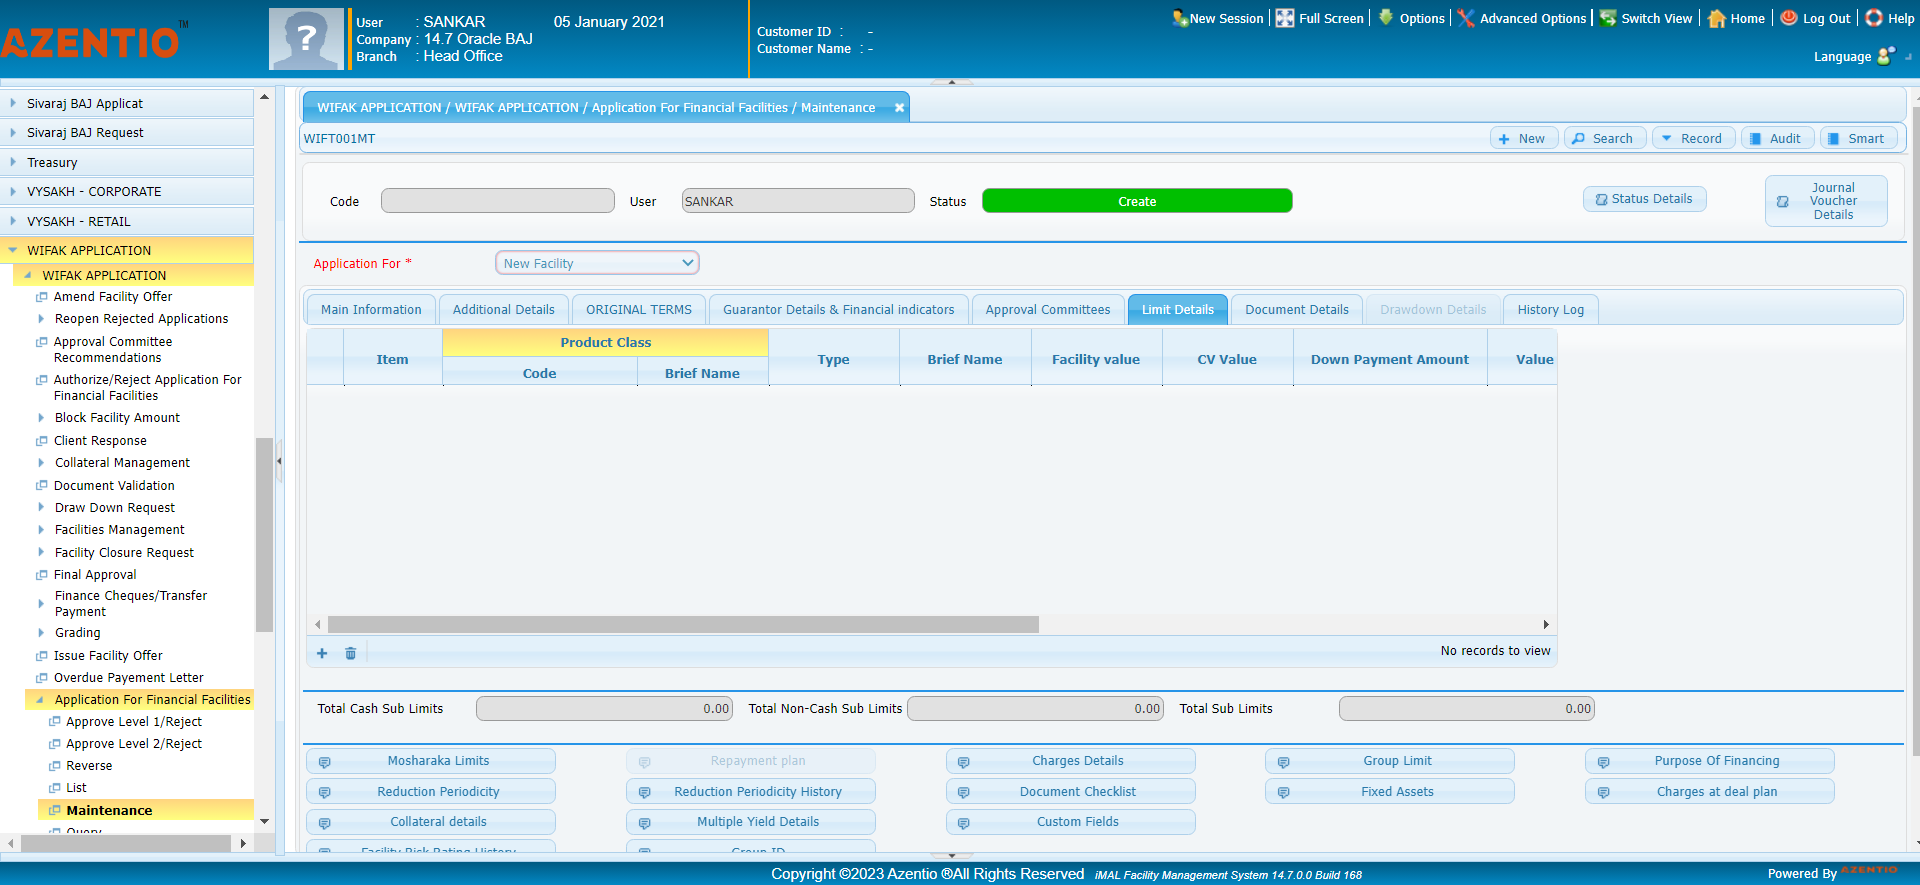 AZENTIO TM
?
User : SANKAR 05 January 2021
Company : 14.7 Oracle BAJ
Branch : Head Office
Customer ID : -
Customer Name : -
New Session Full Screen Options Advanced Options Switch View Home Log Out Help
Language
Sivaraj BAJ Applicat
Sivaraj BAJ Request
Treasury
VYSAKH - CORPORATE
VYSAKH - RETAIL
WIFAK APPLICATION
WIFAK APPLICATION
Amend Facility Offer
Reopen Rejected Applications
Approval Committee
Recommendations
Authorize/Reject Application For
Financial Facilities
Block Facility Amount
Client Response
Collateral Management
Document Validation
Draw Down Request
Facilities Management
Facility Closure Request
Final Approval
Finance Cheques/Transfer
Payment
Grading
Issue Facility Offer
Overdue Payement Letter
Application For Financial Facilities
Approve Level 1/Reject
Approve Level 2/Reject
Reverse
List
Maintenance
Query
WIFAK APPLICATION / WIFAK APPLICATION / Application For Financial Facilities / Maintenance
WIFT001MT
New Search Record Audit Smart
Code User SANKAR Status Create
Status Details
Journal
Voucher
Details
Application For * New Facility
Main Information Additional Details ORIGINAL TERMS Guarantor Details & Financial indicators Approval Committees Limit Details Document Details Drawdown Details History Log
Item Product Class Type Brief Name Facility value CV Value Down Payment Amount Value
Code Brief Name
No records to view
Total Cash Sub Limits 0.00 Total Non-Cash Sub Limits 0.00 Total Sub Limits 0.00
Mosharaka Limits Repayment plan Charges Details Group Limit Purpose Of Financing
Reduction Periodicity Reduction Periodicity History Document Checklist Fixed Assets Charges at deal plan
Collateral details Multiple Yield Details Custom Fields
Facility Risk Rating History Group ID
Copyright ©2023 Azentio ®All Rights Reserved iMAL Facility Management System 14.7.0.0 Build 168
Powered By AZENTIO